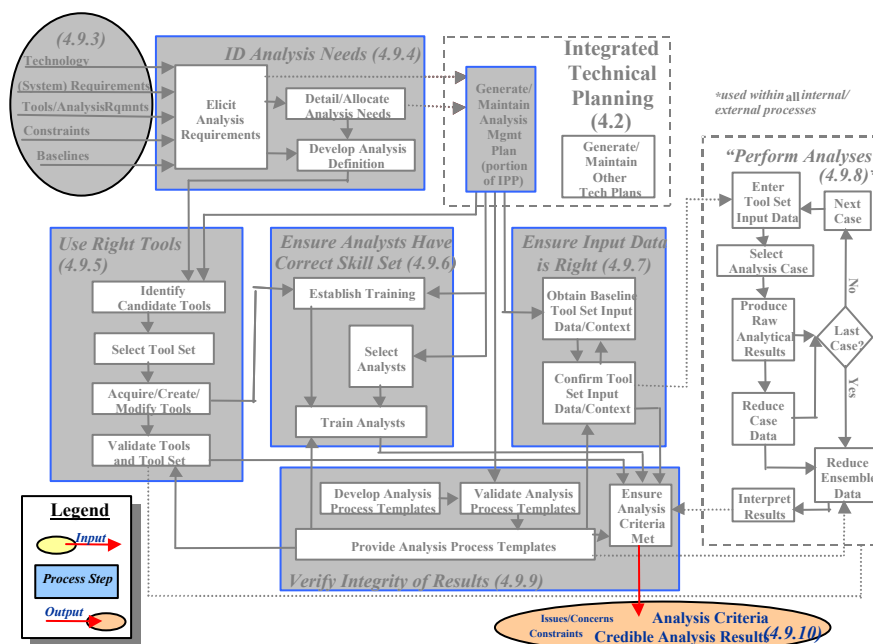 (4.9.3)
Technology
(System) Requirements
Tools/AnalysisRqmnts
Constraints
Baselines
ID Analysis Needs (4.9.4)
Elicit
Analysis
Requirements
Detail/Allocate
Analysis Needs
Develop Analysis
Definition
Generate/
Maintain
Analysis
Mgmt
Plan
(portion
of IPP)
Integrated
Technical
Planning
(4.2)
Generate/
Maintain
Other
Tech Plans
*used within all internal/
external processes
"Perform Analyses"
(4.9.8)*
Enter
Tool Set
Input Data
Next
Case
Select
Analysis Case
No
Produce
Raw
Analytical
Results
Last
Case?
Yes
Reduce
Case
Data
Reduce
Ensemble
Data
Interpret
Results
Use Right Tools
(4.9.5)
Identify
Candidate Tools
Select Tool Set
Acquire/Create/
Modify Tools
Validate Tools
and Tool Set
Ensure Analysts Have
Correct Skill Set (4.9.6)
Establish Training
Select
Analysts
Train Analysts
Ensure Input Data
is Right (4.9.7)
Obtain Baseline
Tool Set Input
Data/Context
Confirm Tool
Set Input
Data/Context
Develop Analysis
Process Templates
Validate Analysis
Process Templates
Ensure
Analysis
Criteria
Met
Provide Analysis Process Templates
Verify Integrity of Results (4.9.9)
Legend
Input
Process Step
Output
Issues/Concerns
Constraints
Analysis Criteria
Credible Analysis Results
(4.9.10)